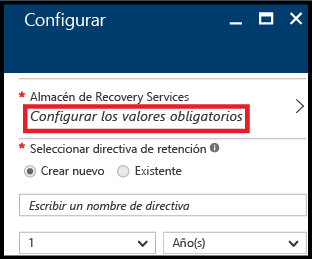 Configurar
* Almacén de Recovery Services
Configurar los valores obligatorios
* Seleccionar directiva de retención
Crear nuevo Existente
Escribir un nombre de directiva
1 Año(s)